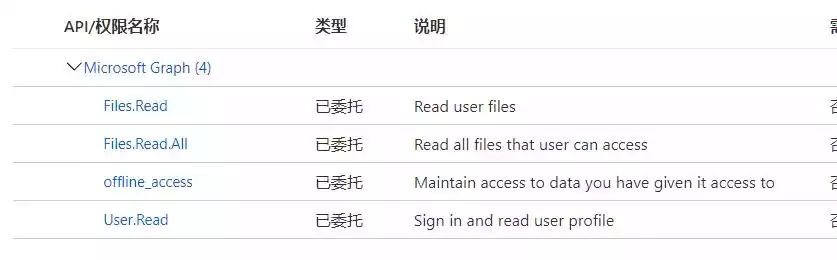 API/权限名称 类型 说明
Microsoft Graph (4)
Files.Read 已委托 Read user files
Files.Read.All 已委托 Read all files that user can access
offline_access 已委托 Maintain access to data you have given it access to
User.Read 已委托 Sign in and read user profile